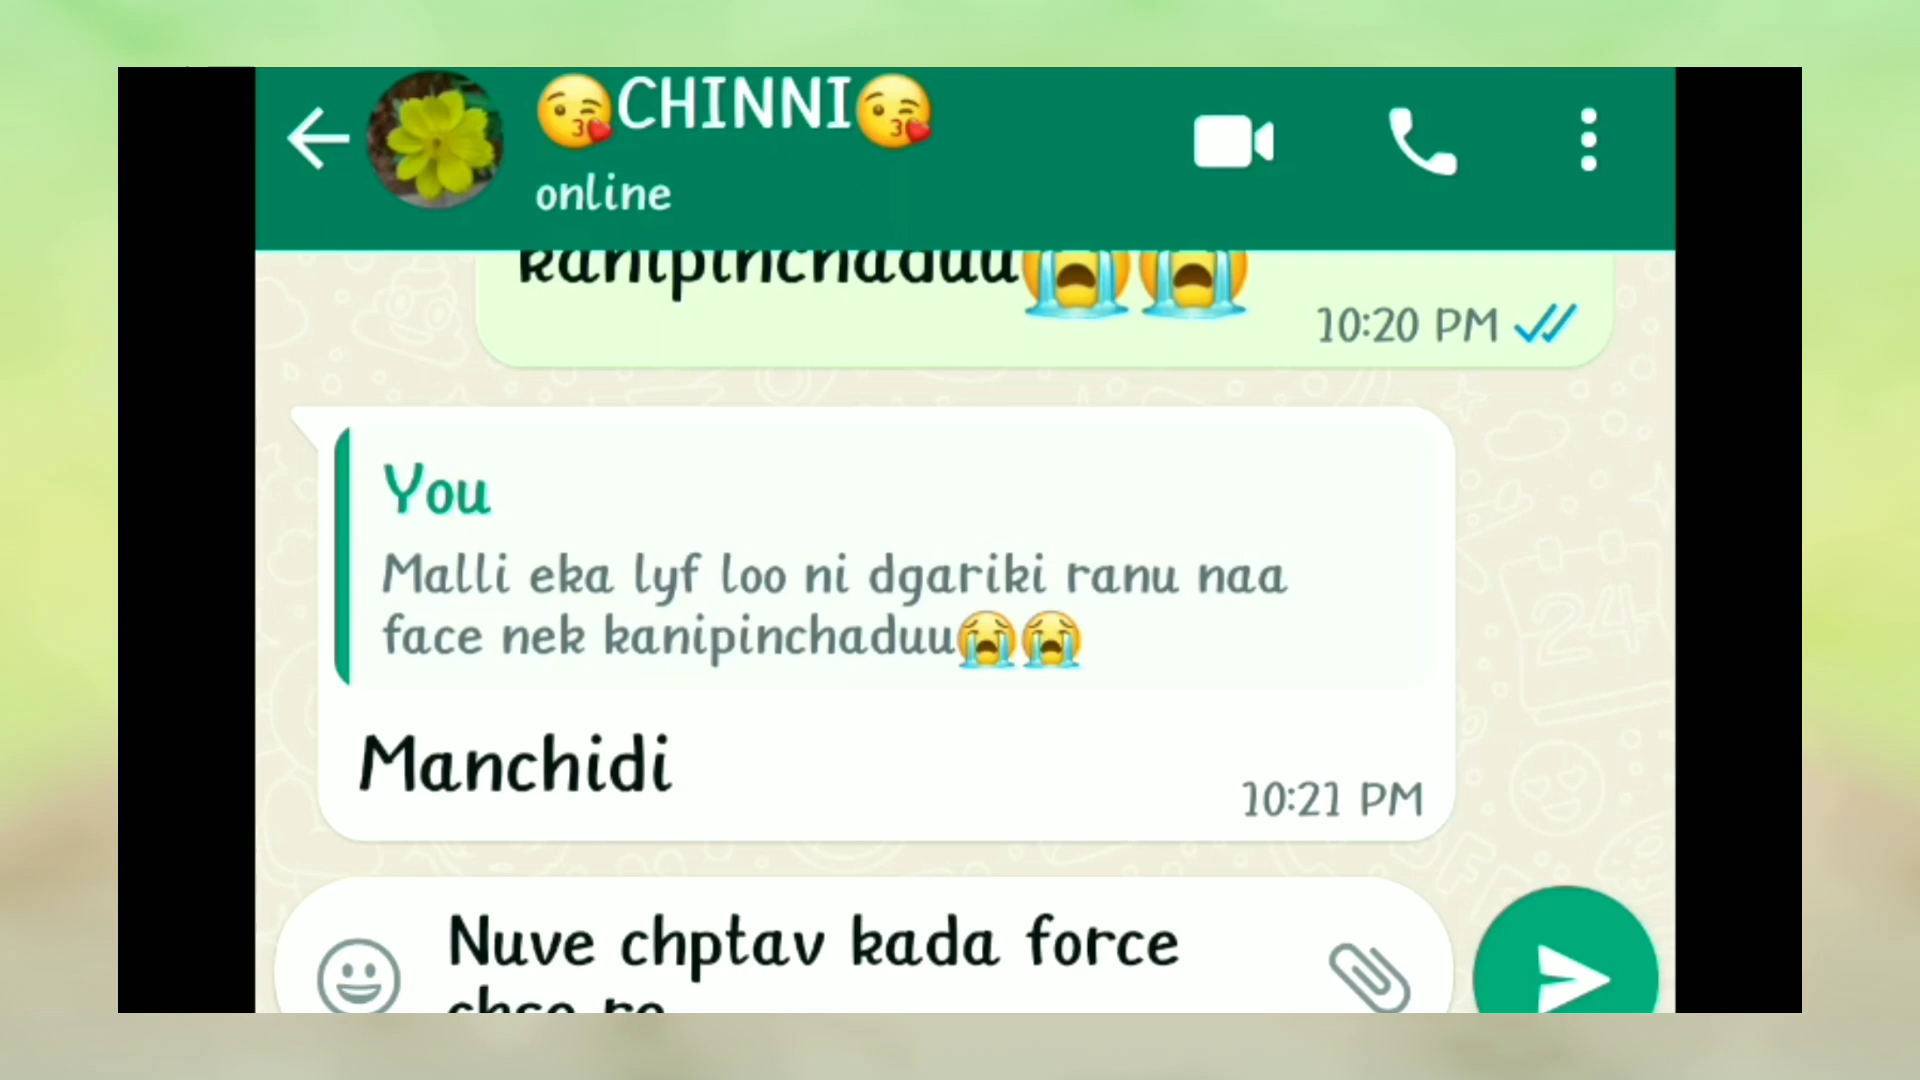 😘CHINNI😘
online
kanipinchaduu😭😭
10:20 PM
You
Malli eka lyf loo ni dgariki ranu naa
face nek kanipinchaduu😭😭
Manchidi
10:21 PM
Nuve chptav kada force